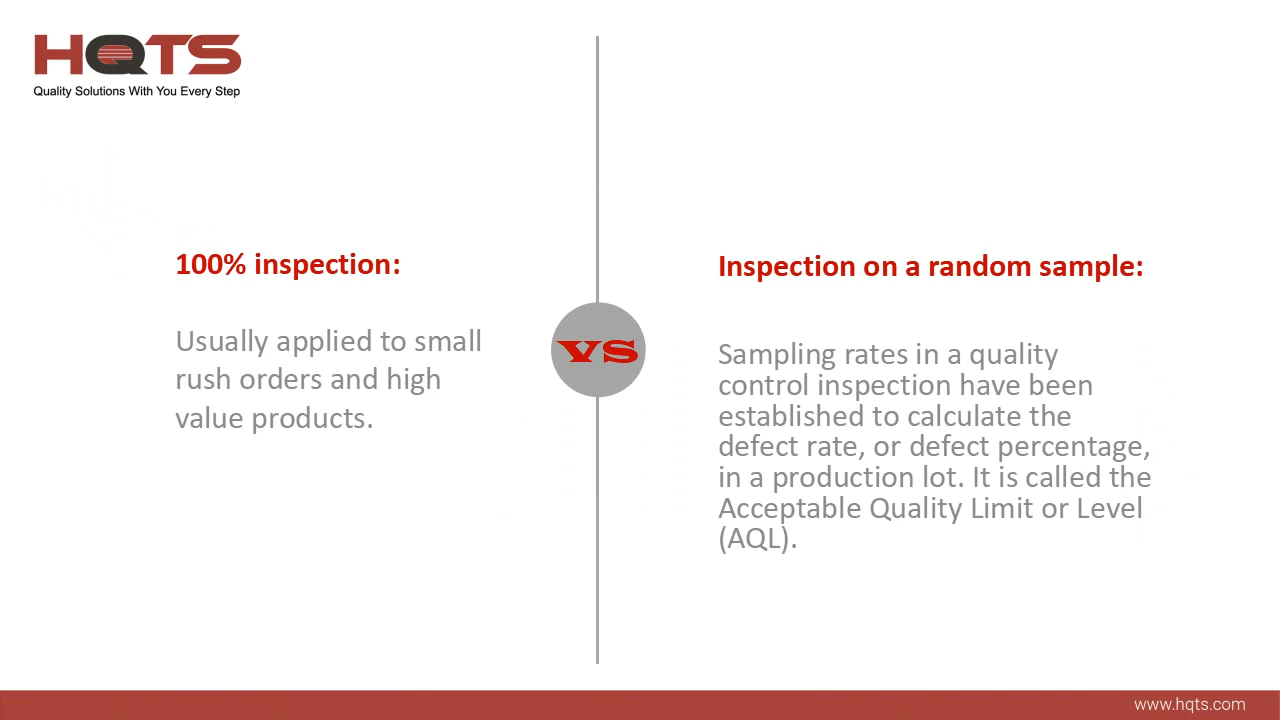 HQTS
Quality Solutions With You Every Step
100% inspection:
Usually applied to small
rush orders and high
value products.
VS
Inspection on a random sample:
Sampling rates in a quality
control inspection have been
established to calculate the
defect rate, or defect percentage,
in a production lot. It is called the
Acceptable Quality Limit or Level
(AQL).
www.hqts.com